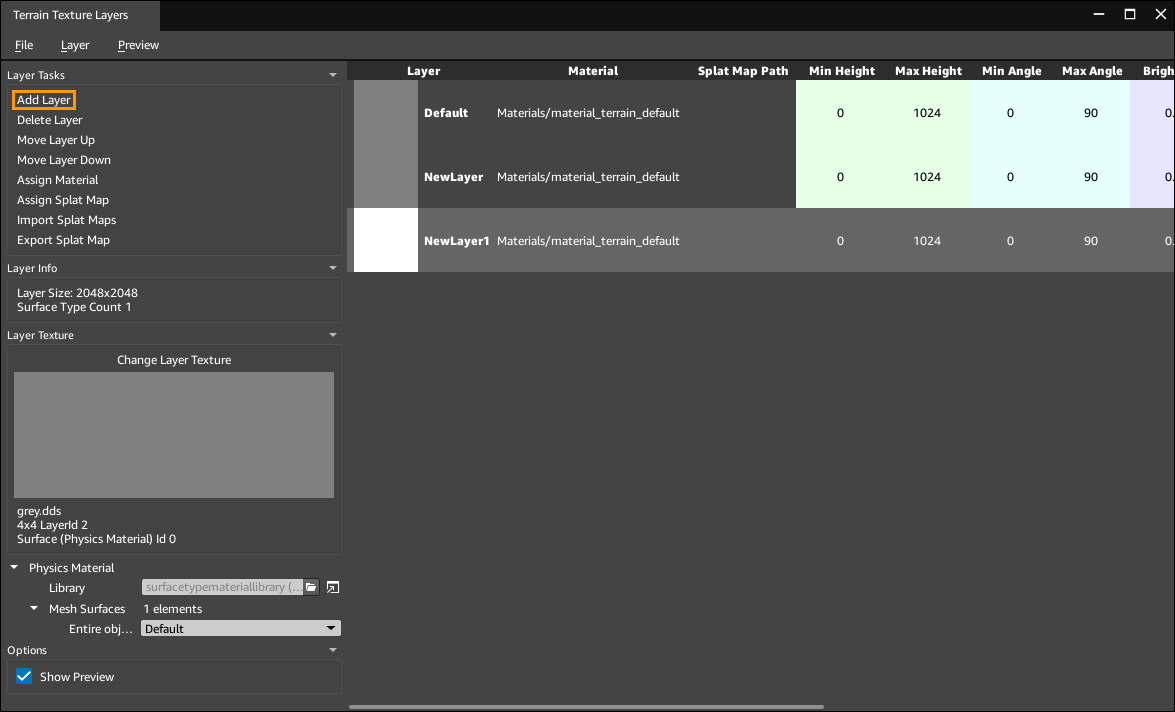 Terrain Texture Layers
File Layer Preview
Layer Tasks
Add Layer
Delete Layer
Move Layer Up
Move Layer Down
Assign Material
Assign Splat Map
Import Splat Maps
Export Splat Map
Layer Info
Layer Size: 2048x2048
Surface Type Count 1
Layer Texture
Change Layer Texture
grey.dds
4x4 LayerId 2
Surface (Physics Material) Id 0
Physics Material
Library surfacetypemateriallibrary (...
Mesh Surfaces 1 elements
Entire obj... Default
Options
Show Preview
Layer Material Splat Map Path Min Height Max Height Min Angle Max Angle Brigh
Default Materials/material_terrain_default 0 1024 0 90 0.
NewLayer Materials/material_terrain_default 0 1024 0 90 0.
NewLayer1 Materials/material_terrain_default 0 1024 0 90 0.